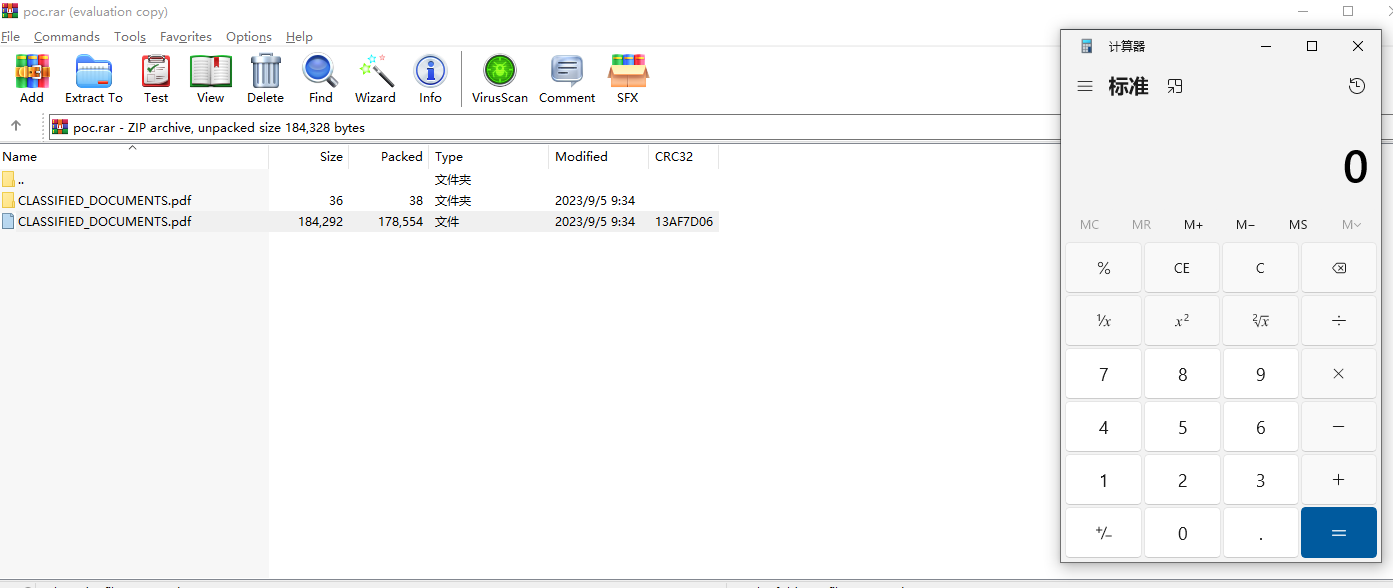 poc.rar (evaluation copy)
File Commands Tools Favorites Options Help
Add Extract To Test View Delete Find Wizard Info VirusScan Comment SFX
poc.rar - ZIP archive, unpacked size 184,328 bytes
Name Size Packed Type Modified CRC32
.. 文件夹
CLASSIFIED_DOCUMENTS.pdf 36 38 文件夹 2023/9/5 9:34
CLASSIFIED_DOCUMENTS.pdf 184,292 178,554 文件 2023/9/5 9:34 13AF7D06
计算器
标准
0
MC MR M+ M− MS M
% CE C
¹/x x² ²√x ÷
7 8 9 ×
4 5 6 −
1 2 3 +
+/− 0 . =